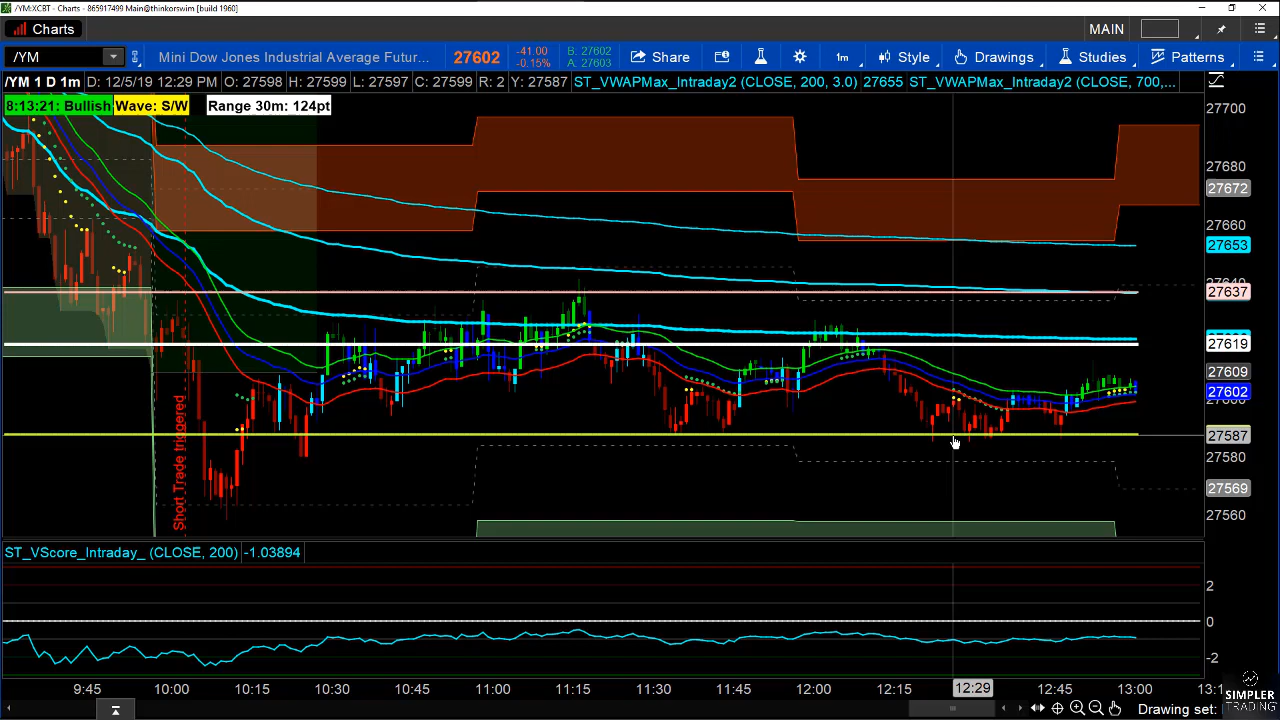 /YM:XCBT - Charts - 865917499 Main@thinkorswim [build 1960]
Charts
MAIN
/YM
Mini Dow Jones Industrial Average Futur...
27602
-41.00
-0.15%
B: 27602
A: 27603
Share
1m
Style
Drawings
Studies
Patterns
/YM 1 D 1m
D: 12/5/19 12:29 PM
O: 27598
H: 27599
L: 27597
C: 27599
R: 2
Y: 27587
ST_VWAPMax_Intraday2 (CLOSE, 200, 3.0)
27655
ST_VWAPMax_Intraday2 (CLOSE, 700,...
8:13:21: Bullish
Wave: S/W
Range 30m: 124pt
27700
27680
27672
27660
27653
27637
27619
27609
27602
27587
27580
27569
27560
Short Trade triggered
ST_VScore_Intraday_ (CLOSE, 200)
-1.03894
2
0
-2
9:45
10:00
10:15
10:30
10:45
11:00
11:15
11:30
11:45
12:00
12:15
12:29
12:45
13:00
13:1
Drawing set:
SIMPLER
TRADING